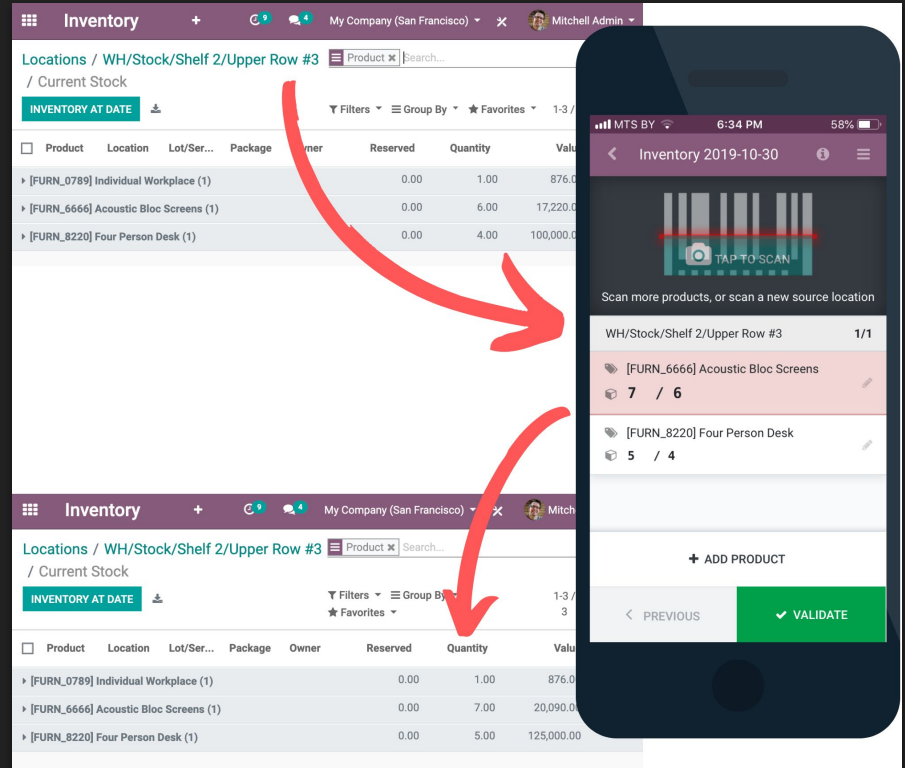 Inventory + 9 4 My Company (San Francisco) Mitchell Admin
Locations / WH/Stock/Shelf 2/Upper Row #3 Product × Search...
/ Current Stock
INVENTORY AT DATE Filters Group By Favorites 1-3 /
Product Location Lot/Ser... Package Reserved Quantity
[FURN_0789] Individual Workplace (1) 0.00 1.00
[FURN_6666] Acoustic Bloc Screens (1) 0.00 6.00
[FURN_8220] Four Person Desk (1) 0.00 4.00
MTS BY 6:34 PM 58%
Inventory 2019-10-30
TAP TO SCAN
Scan more products, or scan a new source location
WH/Stock/Shelf 2/Upper Row #3 1/1
[FURN_6666] Acoustic Bloc Screens
7 / 6
[FURN_8220] Four Person Desk
5 / 4
+ ADD PRODUCT
PREVIOUS VALIDATE
Inventory + 9 4 My Company (San Francisco)
Locations / WH/Stock/Shelf 2/Upper Row #3 Product × Search...
/ Current Stock
INVENTORY AT DATE Filters Group By 1-3 /
Favorites 3
Product Location Lot/Ser... Package Owner Reserved Quantity
[FURN_0789] Individual Workplace (1) 0.00 1.00
[FURN_6666] Acoustic Bloc Screens (1) 0.00 7.00
[FURN_8220] Four Person Desk (1) 0.00 5.00 125,000.00